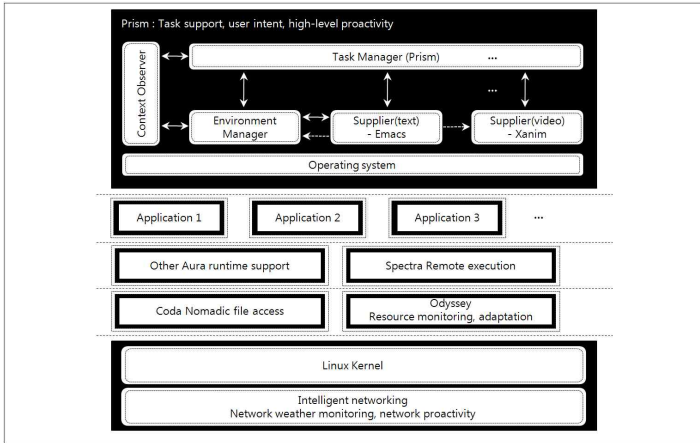 Prism : Task support, user intent, high-level proactivity
Context Observer
Task Manager (Prism) ...
...
Environment
Manager
Supplier(text)
- Emacs
Supplier(video)
- Xanim
Operating system
Application 1
Application 2
Application 3
...
Other Aura runtime support
Spectra Remote execution
Coda Nomadic file access
Odyssey
Resource monitoring, adaptation
Linux Kernel
Intelligent networking
Network weather monitoring, network proactivity